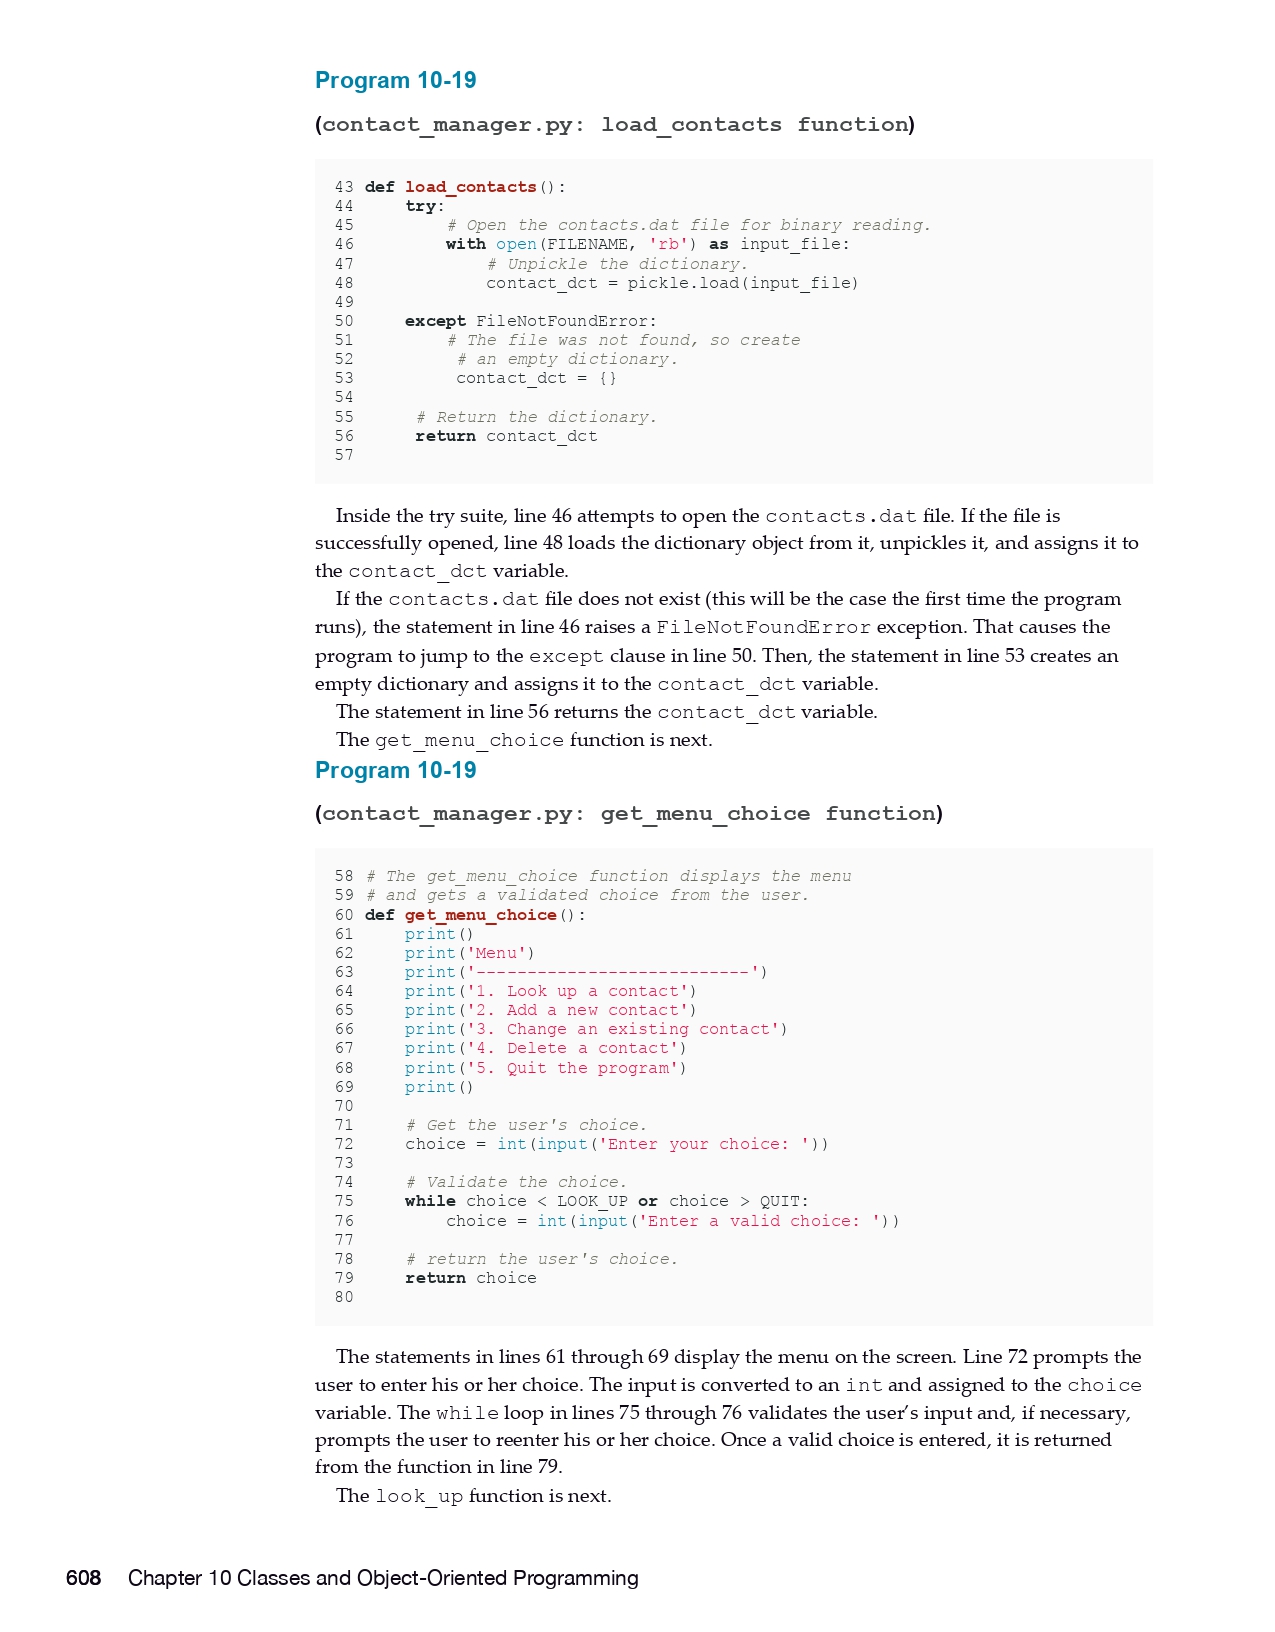 Program 10-19
(contact_manager.py: load_contacts function)
43 def load_contacts():
44     try:
45         # Open the contacts.dat file for binary reading.
46         with open(FILENAME, 'rb') as input_file:
47             # Unpickle the dictionary.
48             contact_dct = pickle.load(input_file)
49
50     except FileNotFoundError:
51         # The file was not found, so create
52          # an empty dictionary.
53          contact_dct = {}
54
55      # Return the dictionary.
56      return contact_dct
57
Inside the try suite, line 46 attempts to open the contacts.dat file. If the file is
successfully opened, line 48 loads the dictionary object from it, unpickles it, and assigns it to
the contact_dct variable.
If the contacts.dat file does not exist (this will be the case the first time the program
runs), the statement in line 46 raises a FileNotFoundError exception. That causes the
program to jump to the except clause in line 50. Then, the statement in line 53 creates an
empty dictionary and assigns it to the contact_dct variable.
The statement in line 56 returns the contact_dct variable.
The get_menu_choice function is next.
Program 10-19
(contact_manager.py: get_menu_choice function)
58 # The get_menu_choice function displays the menu
59 # and gets a validated choice from the user.
60 def get_menu_choice():
61     print()
62     print('Menu')
63     print('---------------------------')
64     print('1. Look up a contact')
65     print('2. Add a new contact')
66     print('3. Change an existing contact')
67     print('4. Delete a contact')
68     print('5. Quit the program')
69     print()
70
71     # Get the user's choice.
72     choice = int(input('Enter your choice: '))
73
74     # Validate the choice.
75     while choice < LOOK_UP or choice > QUIT:
76         choice = int(input('Enter a valid choice: '))
77
78     # return the user's choice.
79     return choice
80
The statements in lines 61 through 69 display the menu on the screen. Line 72 prompts the
user to enter his or her choice. The input is converted to an int and assigned to the choice
variable. The while loop in lines 75 through 76 validates the user’s input and, if necessary,
prompts the user to reenter his or her choice. Once a valid choice is entered, it is returned
from the function in line 79.
The look_up function is next.
608 Chapter 10 Classes and Object-Oriented Programming